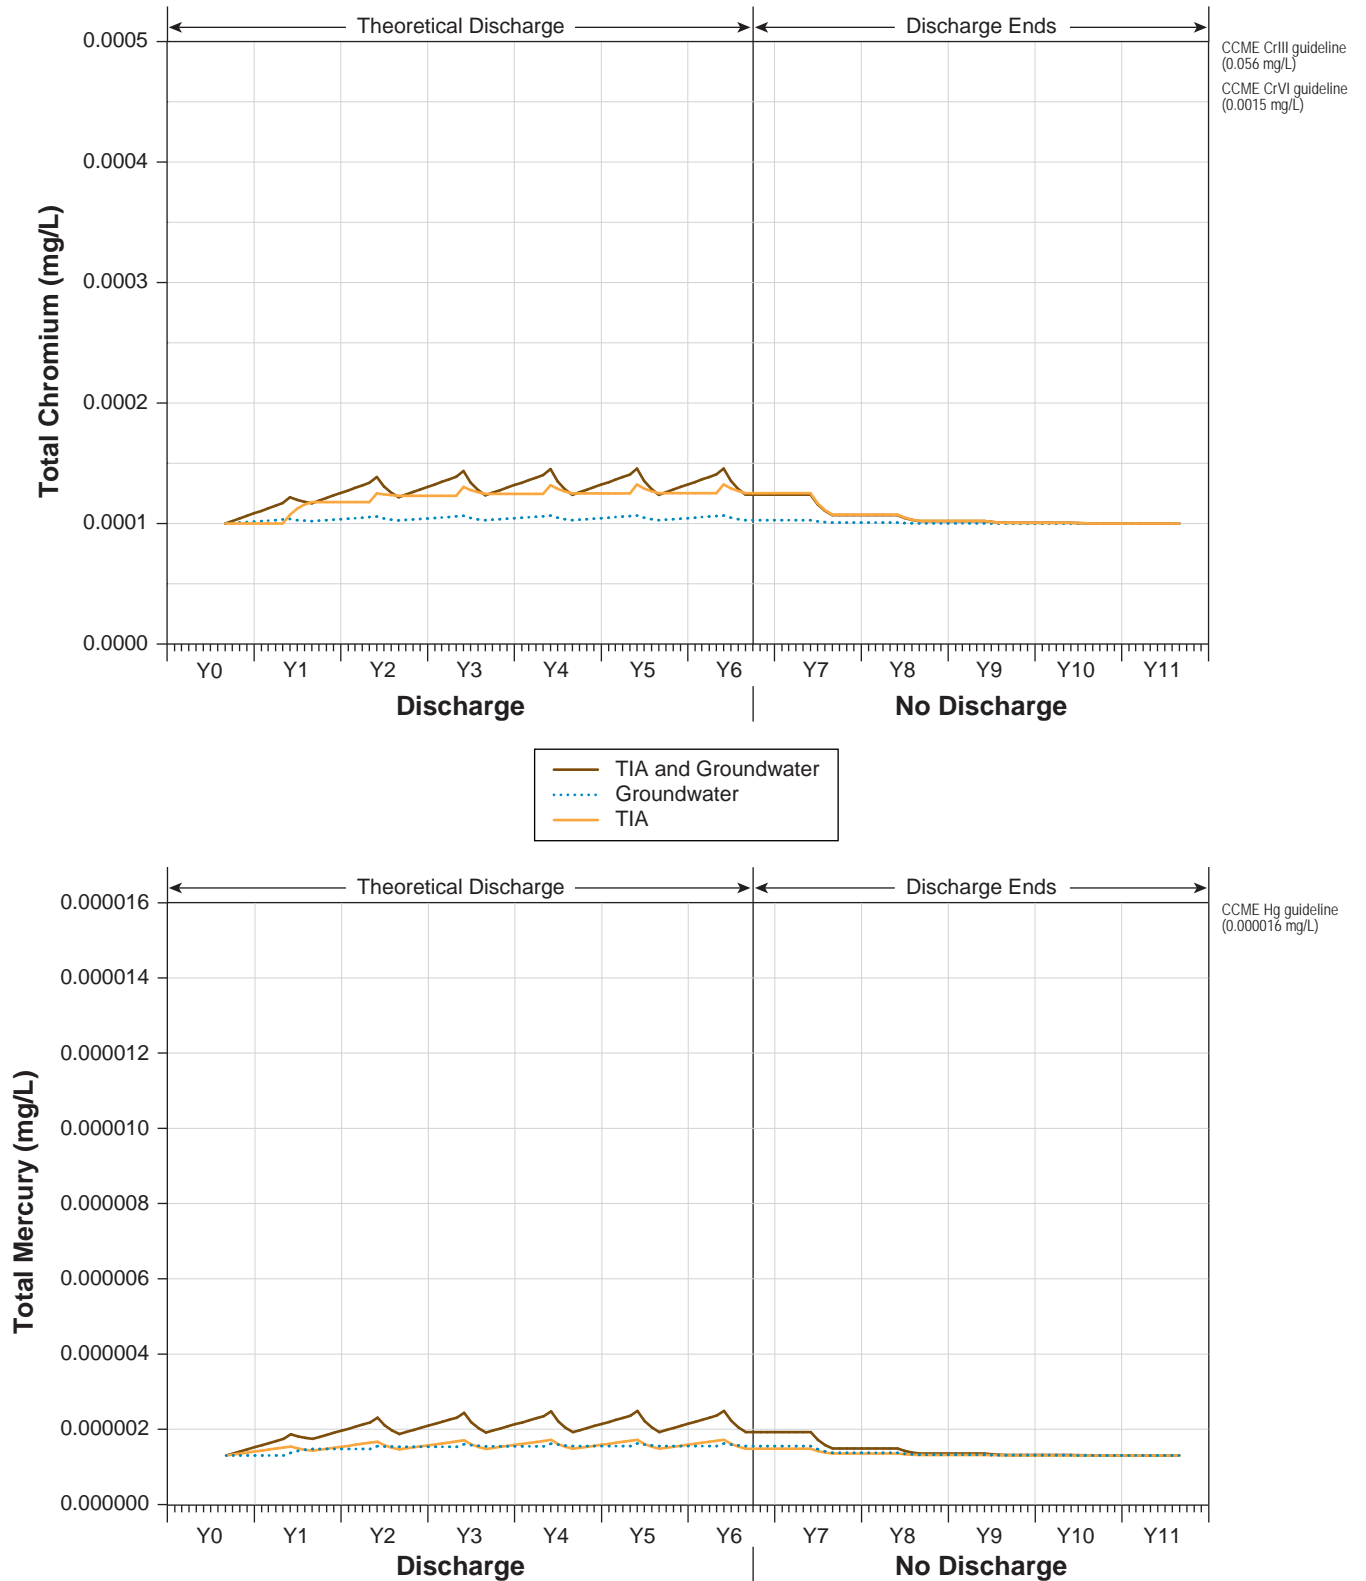 Theoretical Discharge
Discharge Ends
CCME CrIII guideline
(0.056 mg/L)
CCME CrVI guideline
(0.0015 mg/L)
Total Chromium (mg/L)
0.0005
0.0004
0.0003
0.0002
0.0001
0.0000
Y0 Y1 Y2 Y3 Y4 Y5 Y6 Y7 Y8 Y9 Y10 Y11
Discharge
No Discharge
TIA and Groundwater
Groundwater
TIA
Theoretical Discharge
Discharge Ends
CCME Hg guideline
(0.000016 mg/L)
Total Mercury (mg/L)
0.000016
0.000014
0.000012
0.000010
0.000008
0.000006
0.000004
0.000002
0.000000
Y0 Y1 Y2 Y3 Y4 Y5 Y6 Y7 Y8 Y9 Y10 Y11
Discharge
No Discharge